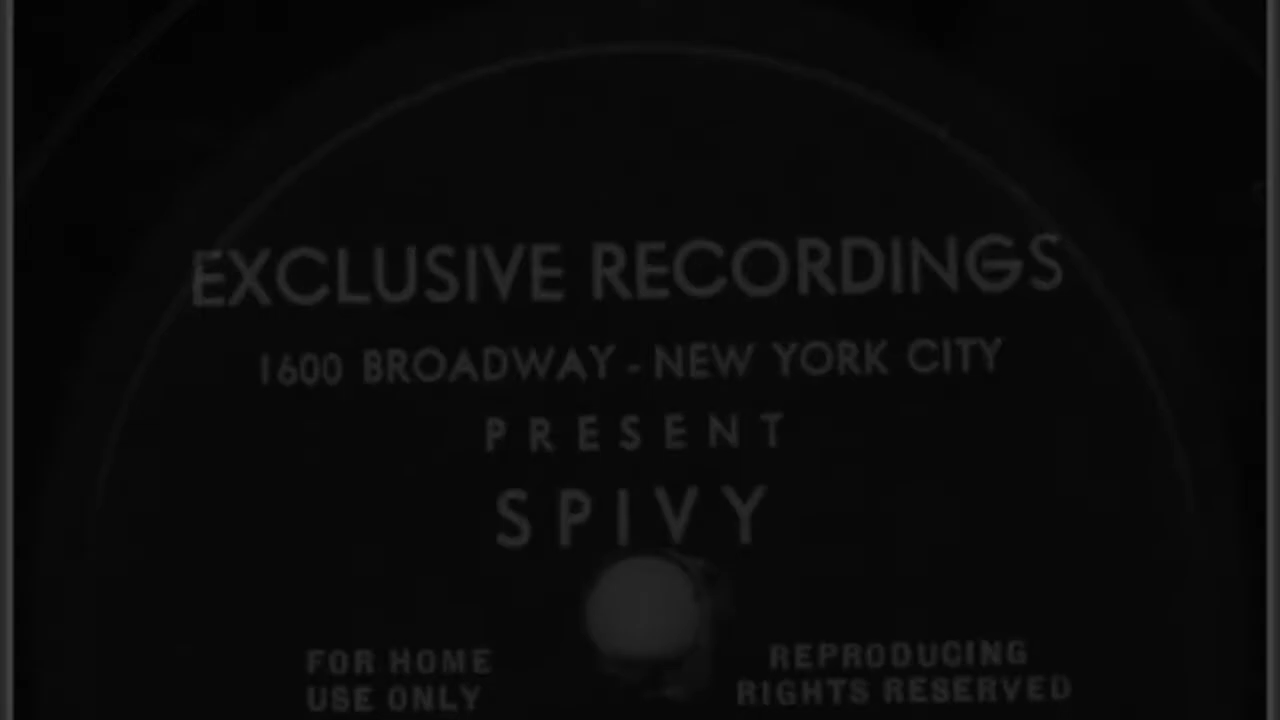 EXCLUSIVE RECORDINGS
1600 BROADWAY - NEW YORK CITY
PRESENT
SPIVY
FOR HOME
USE ONLY
REPRODUCING
RIGHTS RESERVED